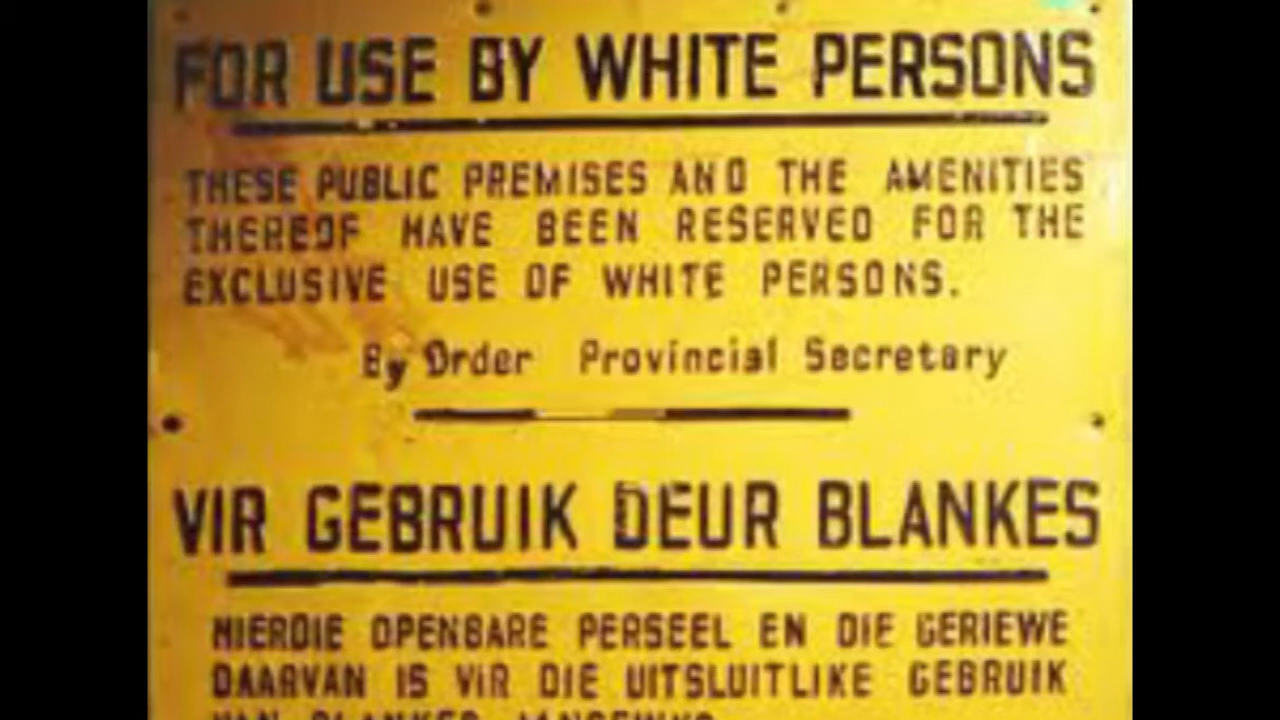 FOR USE BY WHITE PERSONS
THESE PUBLIC PREMISES AND THE AMENITIES
THEREOF HAVE BEEN RESERVED FOR THE
EXCLUSIVE USE OF WHITE PERSONS.
By Order Provincial Secretary
VIR GEBRUIK DEUR BLANKES
HIERDIE OPENBARE PERSEEL EN DIE GERIEWE
DAARVAN IS VIR DIE UITSLUITLIKE GEBRUIK
VAN BLANKES